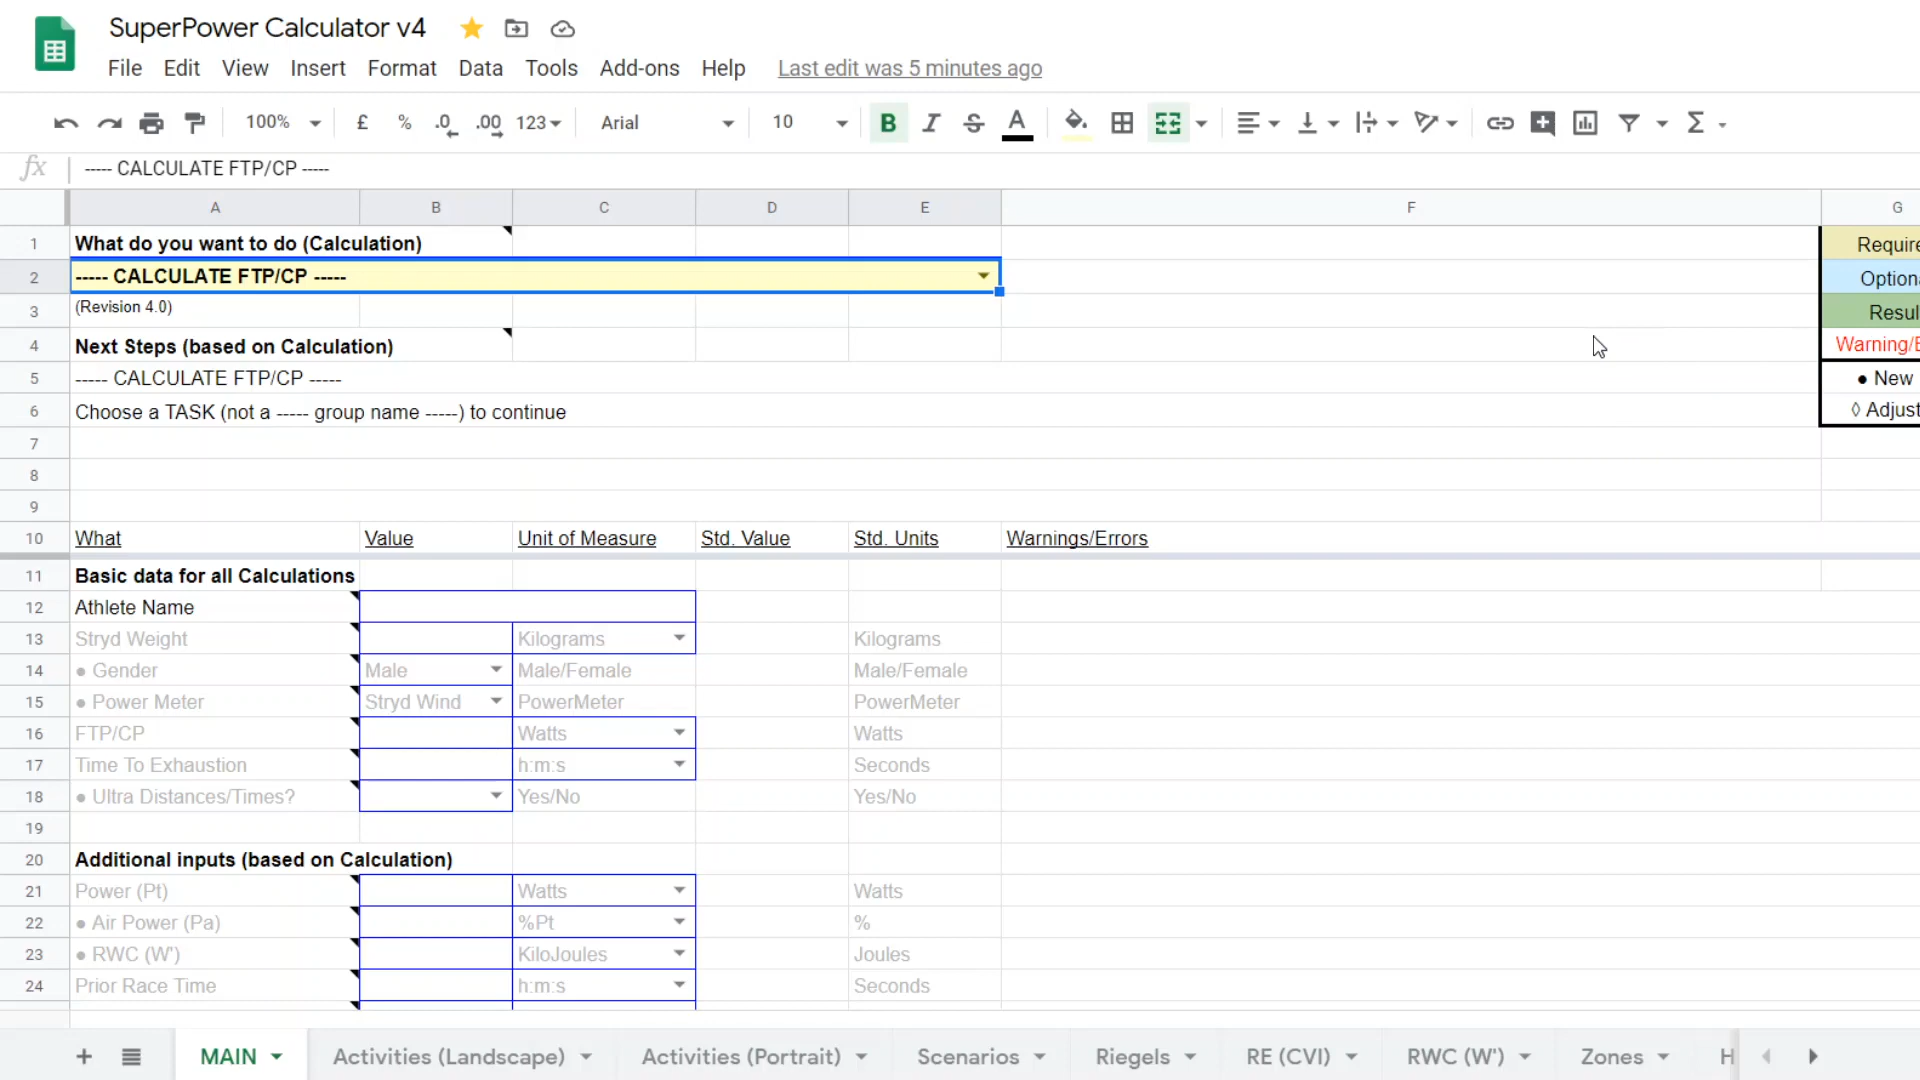 SuperPower Calculator v4
File Edit View Insert Format Data Tools Add-ons Help Last edit was 5 minutes ago
100% £ % .0 .00 123 Arial 10 B I S A Σ
fx ----- CALCULATE FTP/CP -----
A B C D E F G
1 What do you want to do (Calculation) Require
2 ----- CALCULATE FTP/CP ----- Optiona
3 (Revision 4.0) Resul
4 Next Steps (based on Calculation) Warning/E
5 ----- CALCULATE FTP/CP ----- ● New
6 Choose a TASK (not a ----- group name -----) to continue ◊ Adjust
7
8
9
10 What Value Unit of Measure Std. Value Std. Units Warnings/Errors
11 Basic data for all Calculations
12 Athlete Name
13 Stryd Weight Kilograms Kilograms
14 ● Gender Male Male/Female Male/Female
15 ● Power Meter Stryd Wind PowerMeter PowerMeter
16 FTP/CP Watts Watts
17 Time To Exhaustion h:m:s Seconds
18 ● Ultra Distances/Times? Yes/No Yes/No
19
20 Additional inputs (based on Calculation)
21 Power (Pt) Watts Watts
22 ● Air Power (Pa) %Pt %
23 ● RWC (W') KiloJoules Joules
24 Prior Race Time h:m:s Seconds
+ MAIN Activities (Landscape) Activities (Portrait) Scenarios Riegels RE (CVI) RWC (W') Zones H